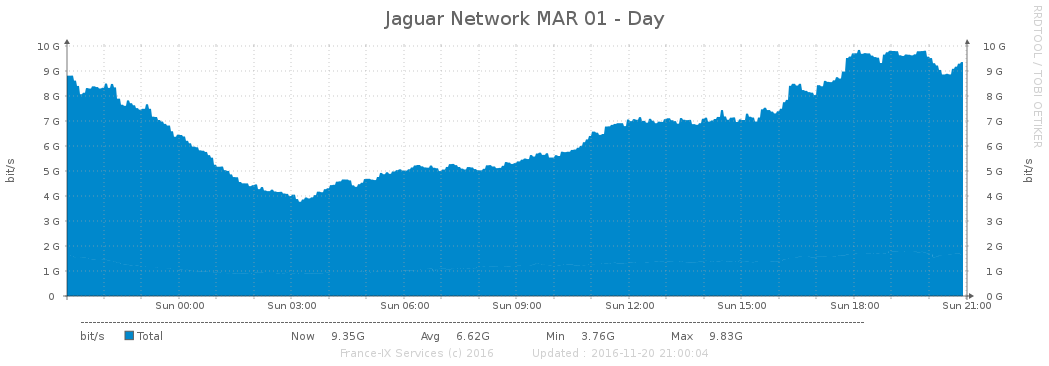 Jaguar Network MAR 01 - Day
RRDTOOL / TOBI OETIKER
10 G 10 G
9 G 9 G
8 G 8 G
7 G 7 G
6 G 6 G
5 G 5 G
4 G 4 G
3 G 3 G
2 G 2 G
1 G 1 G
0 0 G
bit/s
bit/s
Sun 00:00 Sun 03:00 Sun 06:00 Sun 09:00 Sun 12:00 Sun 15:00 Sun 18:00 Sun 21:00
bit/s Total Now 9.35G Avg 6.62G Min 3.76G Max 9.83G
France-IX Services (c) 2016 Updated : 2016-11-20 21:00:04